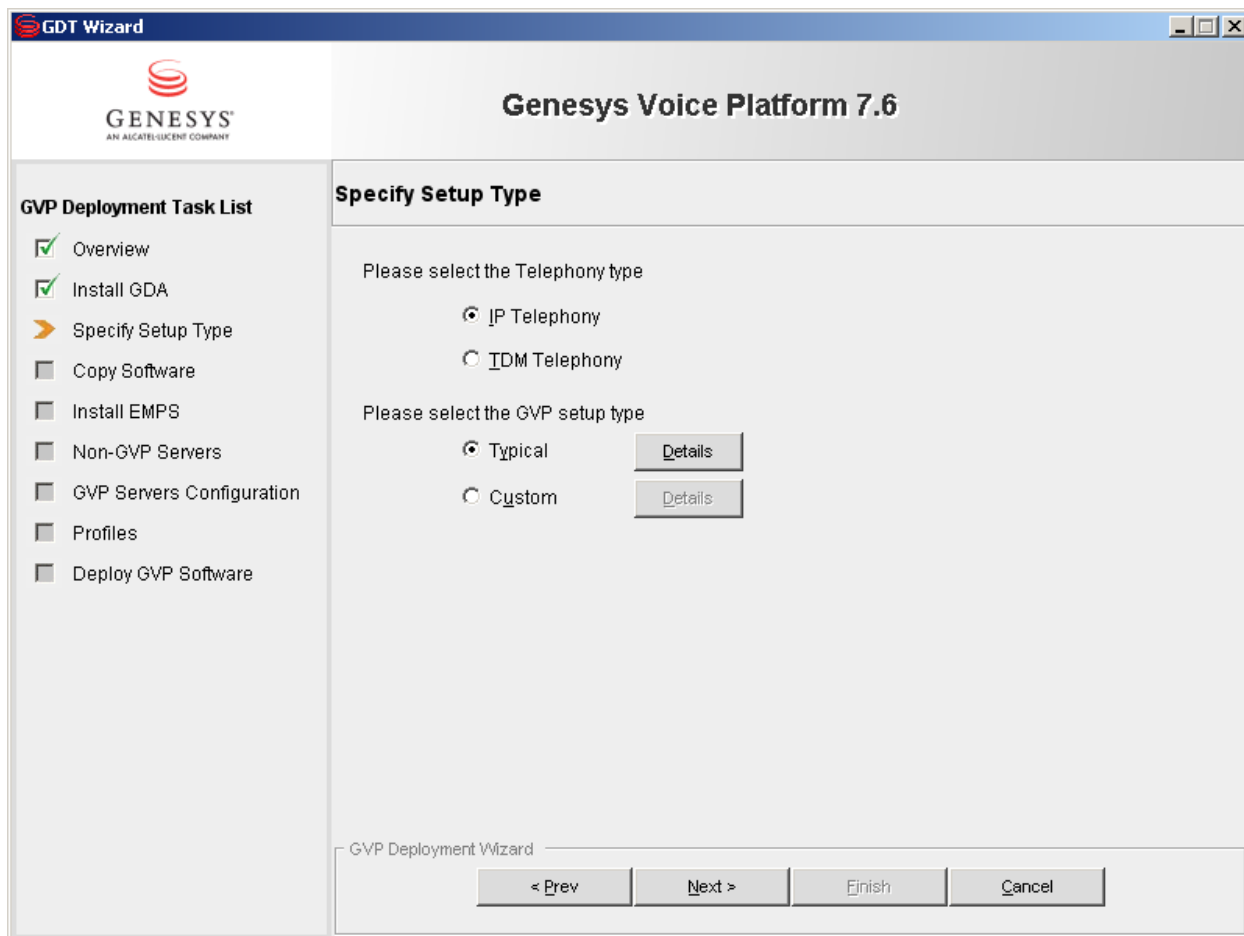 GDT Wizard
GENESYS®
AN ALCATEL-LUCENT COMPANY
Genesys Voice Platform 7.6
GVP Deployment Task List
Overview
Install GDA
Specify Setup Type
Copy Software
Install EMPS
Non-GVP Servers
GVP Servers Configuration
Profiles
Deploy GVP Software
Specify Setup Type
Please select the Telephony type
IP Telephony
TDM Telephony
Please select the GVP setup type
Typical Details
Custom Details
GVP Deployment Wizard
< Prev Next > Finish Cancel